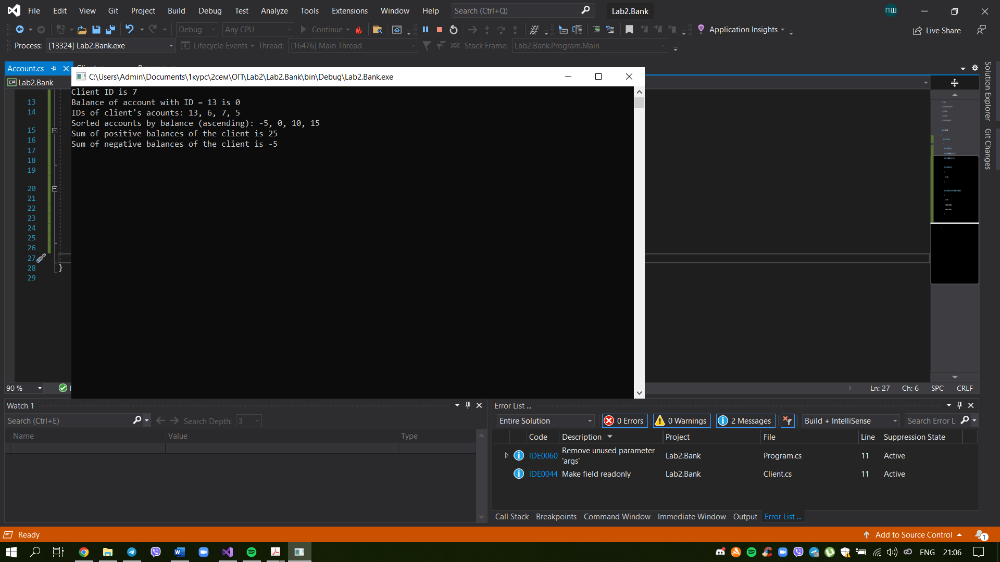 File Edit View Git Project Build Debug Test Analyze Tools Extensions Window Help Search (Ctrl+Q) Lab2.Bank ПШ
Debug Any CPU Continue Application Insights Live Share
Process: [13324] Lab2.Bank.exe Lifecycle Events Thread: [16476] Main Thread Stack Frame: Lab2.Bank.Program.Main
Account.cs
C# Lab2.Bank
C:\Users\Admin\Documents\1курс\2сем\ОП\Lab2\Lab2.Bank\bin\Debug\Lab2.Bank.exe
Client ID is 7
Balance of account with ID = 13 is 0
IDs of client's acounts: 13, 6, 7, 5
Sorted accounts by balance (ascending): -5, 0, 10, 15
Sum of positive balances of the client is 25
Sum of negative balances of the client is -5
13
14
15
16
17
18
19
20
21
22
23
24
25
26
27
28 }
29
Solution Explorer
Git Changes
90 % Ln: 27 Ch: 6 SPC CRLF
Watch 1
Search (Ctrl+E) Search Depth: 3
Name Value Type
Error List ...
Entire Solution 0 Errors 0 Warnings 2 Messages Build + IntelliSense Search Error Li
Code Description Project File Line Suppression State
IDE0060 Remove unused parameter 'args' Lab2.Bank Program.cs 11 Active
IDE0044 Make field readonly Lab2.Bank Client.cs 11 Active
Call Stack Breakpoints Command Window Immediate Window Output Error List ...
Ready Add to Source Control 1
ENG 21:06